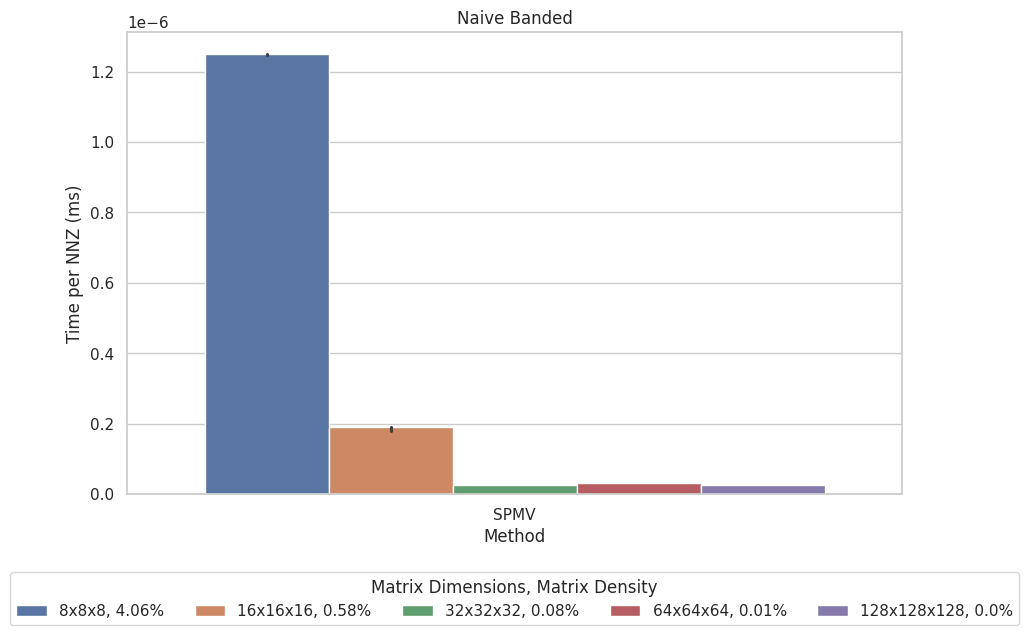 Naive Banded
1e−6
1.2
1.0
0.8
0.6
0.4
0.2
0.0
Time per NNZ (ms)
SPMV
Method
Matrix Dimensions, Matrix Density
8x8x8, 4.06% 16x16x16, 0.58% 32x32x32, 0.08% 64x64x64, 0.01% 128x128x128, 0.0%